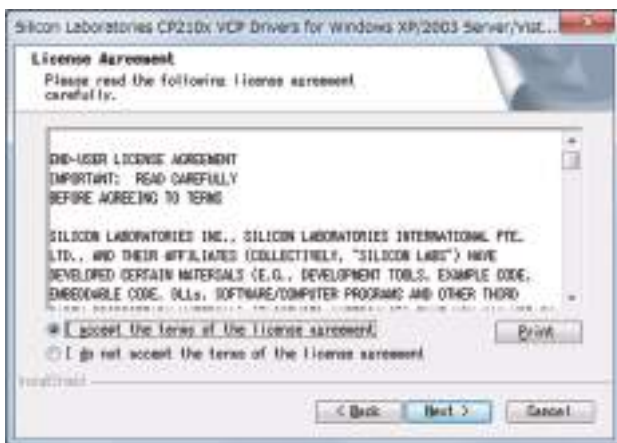 Silicon Laboratories CP210x VCP Drivers for Windows XP/2003 Server/Vist...
License Agreement
Please read the following license agreement
carefully.
END-USER LICENSE AGREEMENT
IMPORTANT: READ CAREFULLY
BEFORE AGREEING TO TERMS
SILICON LABORATORIES INC., SILICON LABORATORIES INTERNATIONAL PTE.
LTD., AND THEIR AFFILIATES (COLLECTIVELY, "SILICON LABS") HAVE
DEVELOPED CERTAIN MATERIALS (E.G., DEVELOPMENT TOOLS, EXAMPLE CODE,
EMBEDDABLE CODE, DLLs, SOFTWARE/COMPUTER PROGRAMS AND OTHER THIRD
I accept the terms of the license agreement
Print
I do not accept the terms of the license agreement
InstallShield
< Back
Next >
Cancel